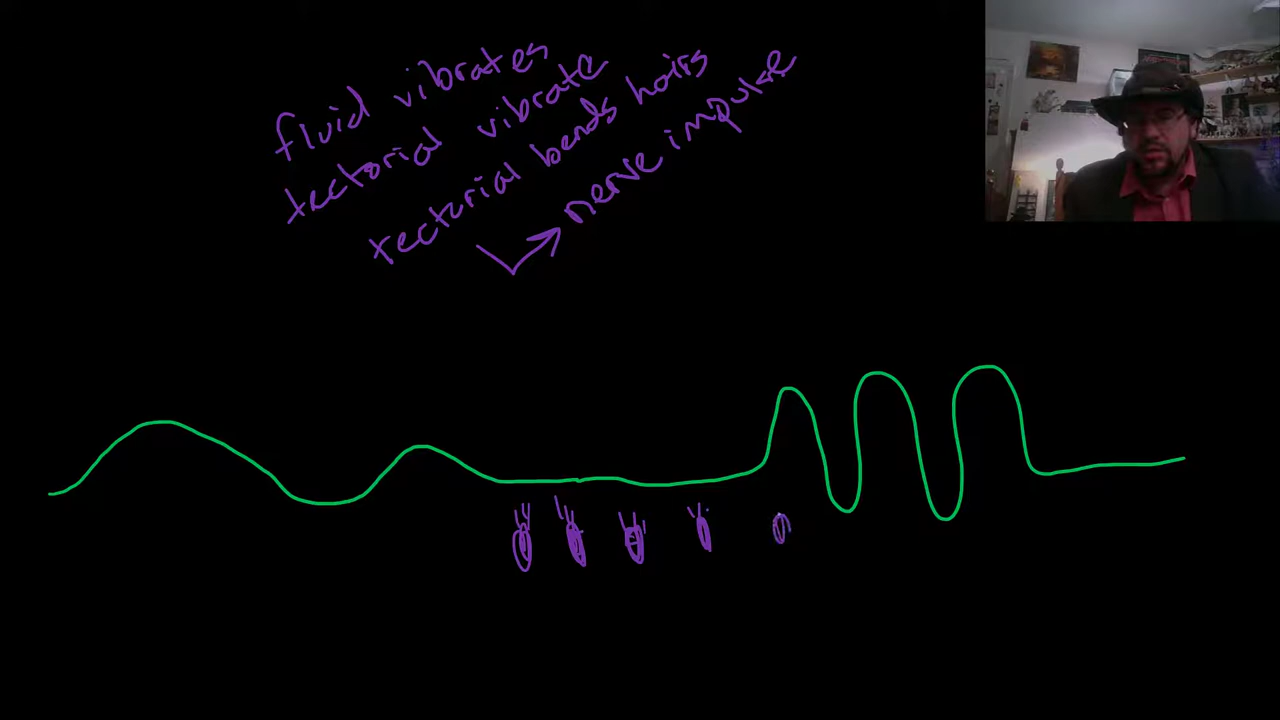 fluid vibrates
tectorial vibrate
tectorial bends hairs
nerve impulse